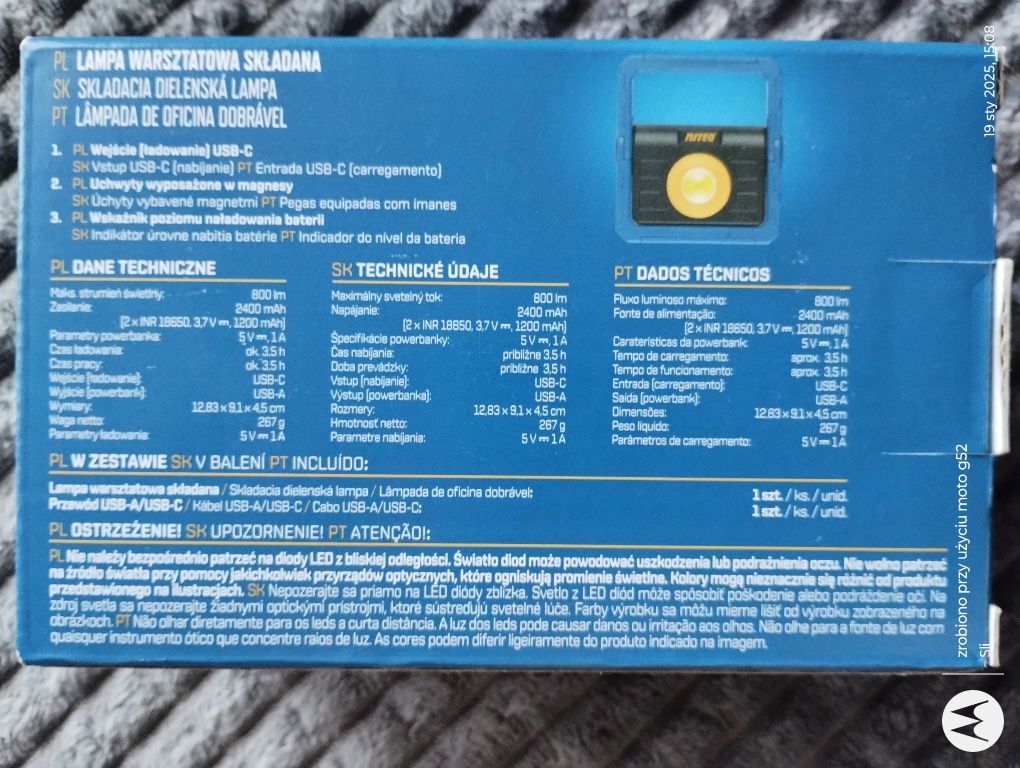 PL LAMPA WARSZTATOWA SKŁADANA
SK SKLADACIA DIELENSKÁ LAMPA
PT LÂMPADA DE OFICINA DOBRÁVEL
1. PL Wejście (ładowanie) USB-C
SK Vstup USB-C (nabíjanie) PT Entrada USB-C (carregamento)
2. PL Uchwyty wyposażone w magnesy
SK Úchyty vybavené magnetmi PT Pegas equipadas com ímanes
3. PL Wskaźnik poziomu naładowania baterii
SK Indikátor úrovne nabitia batérie PT Indicador do nível da bateria
NITEO
PL DANE TECHNICZNE
Maks. strumień świetlny: 800 lm
Zasilanie: 2400 mAh
(2 x INR 18650, 3,7 V ⎓, 1200 mAh)
Parametry powerbanka: 5 V ⎓, 1 A
Czas ładowania: ok. 3,5 h
Czas pracy: ok. 3,5 h
Wejście (ładowanie): USB-C
Wyjście (powerbank): USB-A
Wymiary: 12,83 x 9,1 x 4,5 cm
Waga netto: 267 g
Parametry ładowania: 5 V ⎓ 1 A
SK TECHNICKÉ ÚDAJE
Maximálny svetelný tok: 800 lm
Napájanie: 2400 mAh
(2 x INR 18650, 3,7 V ⎓, 1200 mAh)
Špecifikácie powerbanky: 5 V ⎓, 1 A
Čas nabíjania: približne 3,5 h
Doba prevádzky: približne 3,5 h
Vstup (nabíjanie): USB-C
Výstup (powerbanka): USB-A
Rozmery: 12,83 x 9,1 x 4,5 cm
Hmotnosť netto: 267 g
Parametre nabíjania: 5 V ⎓ 1 A
PT DADOS TÉCNICOS
Fluxo luminoso máximo: 800 lm
Fonte de alimentação: 2400 mAh
(2 x INR 18650, 3,7 V ⎓, 1200 mAh)
Caraterísticas da powerbank: 5 V ⎓, 1 A
Tempo de carregamento: aprox. 3,5 h
Tempo de funcionamento: aprox. 3,5 h
Entrada (carregamento): USB-C
Saída (powerbank): USB-A
Dimensões: 12,83 x 9,1 x 4,5 cm
Peso líquido: 267 g
Parâmetros de carregamento: 5 V ⎓ 1 A
PL W ZESTAWIE SK V BALENÍ PT INCLUÍDO:
Lampa warsztatowa składana / Skladacia dielenská lampa / Lâmpada de oficina dobrável: 1 szt. / ks. / unid.
Przewód USB-A/USB-C / Kábel USB-A/USB-C / Cabo USB-A/USB-C: 1 szt. / ks. / unid.
PL OSTRZEŻENIE! SK UPOZORNENIE! PT ATENÇÃO!:
PL Nie należy bezpośrednio patrzeć na diody LED z bliskiej odległości. Światło diod może powodować uszkodzenia lub podrażnienia oczu. Nie wolno patrzeć
na źródło światła przy pomocy jakichkolwiek przyrządów optycznych, które ogniskują promienie świetlne. Kolory mogą nieznacznie się różnić od produktu
przedstawionego na ilustracjach. SK Nepozerajte sa priamo na LED diódy zblízka. Svetlo z LED diód môže spôsobiť poškodenie alebo podráždenie očí. Na
zdroj svetla sa nepozerajte žiadnymi optickými prístrojmi, ktoré sústreďujú svetelné lúče. Farby výrobku sa môžu mierne líšiť od výrobku zobrazeného na
obrázkoch. PT Não olhar diretamente para os leds a curta distância. A luz dos leds pode causar danos ou irritação aos olhos. Não olhe para a fonte de luz com
quaisquer instrumento ótico que concentre raios de luz. As cores podem diferir ligeiramente do produto indicado na imagem.
19 sty 2025, 15:08
zrobiono przy użyciu moto g52
Sli